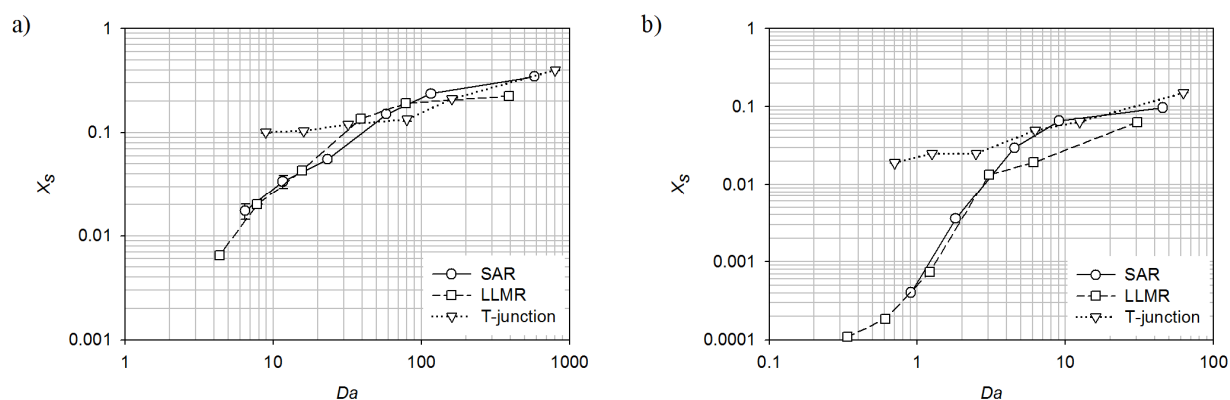 a)
1
0.1
0.01
0.001
X_S
1
10
100
1000
Da
SAR
LLMR
T-junction
b)
1
0.1
0.01
0.001
0.0001
X_S
0.1
1
10
100
Da
SAR
LLMR
T-junction